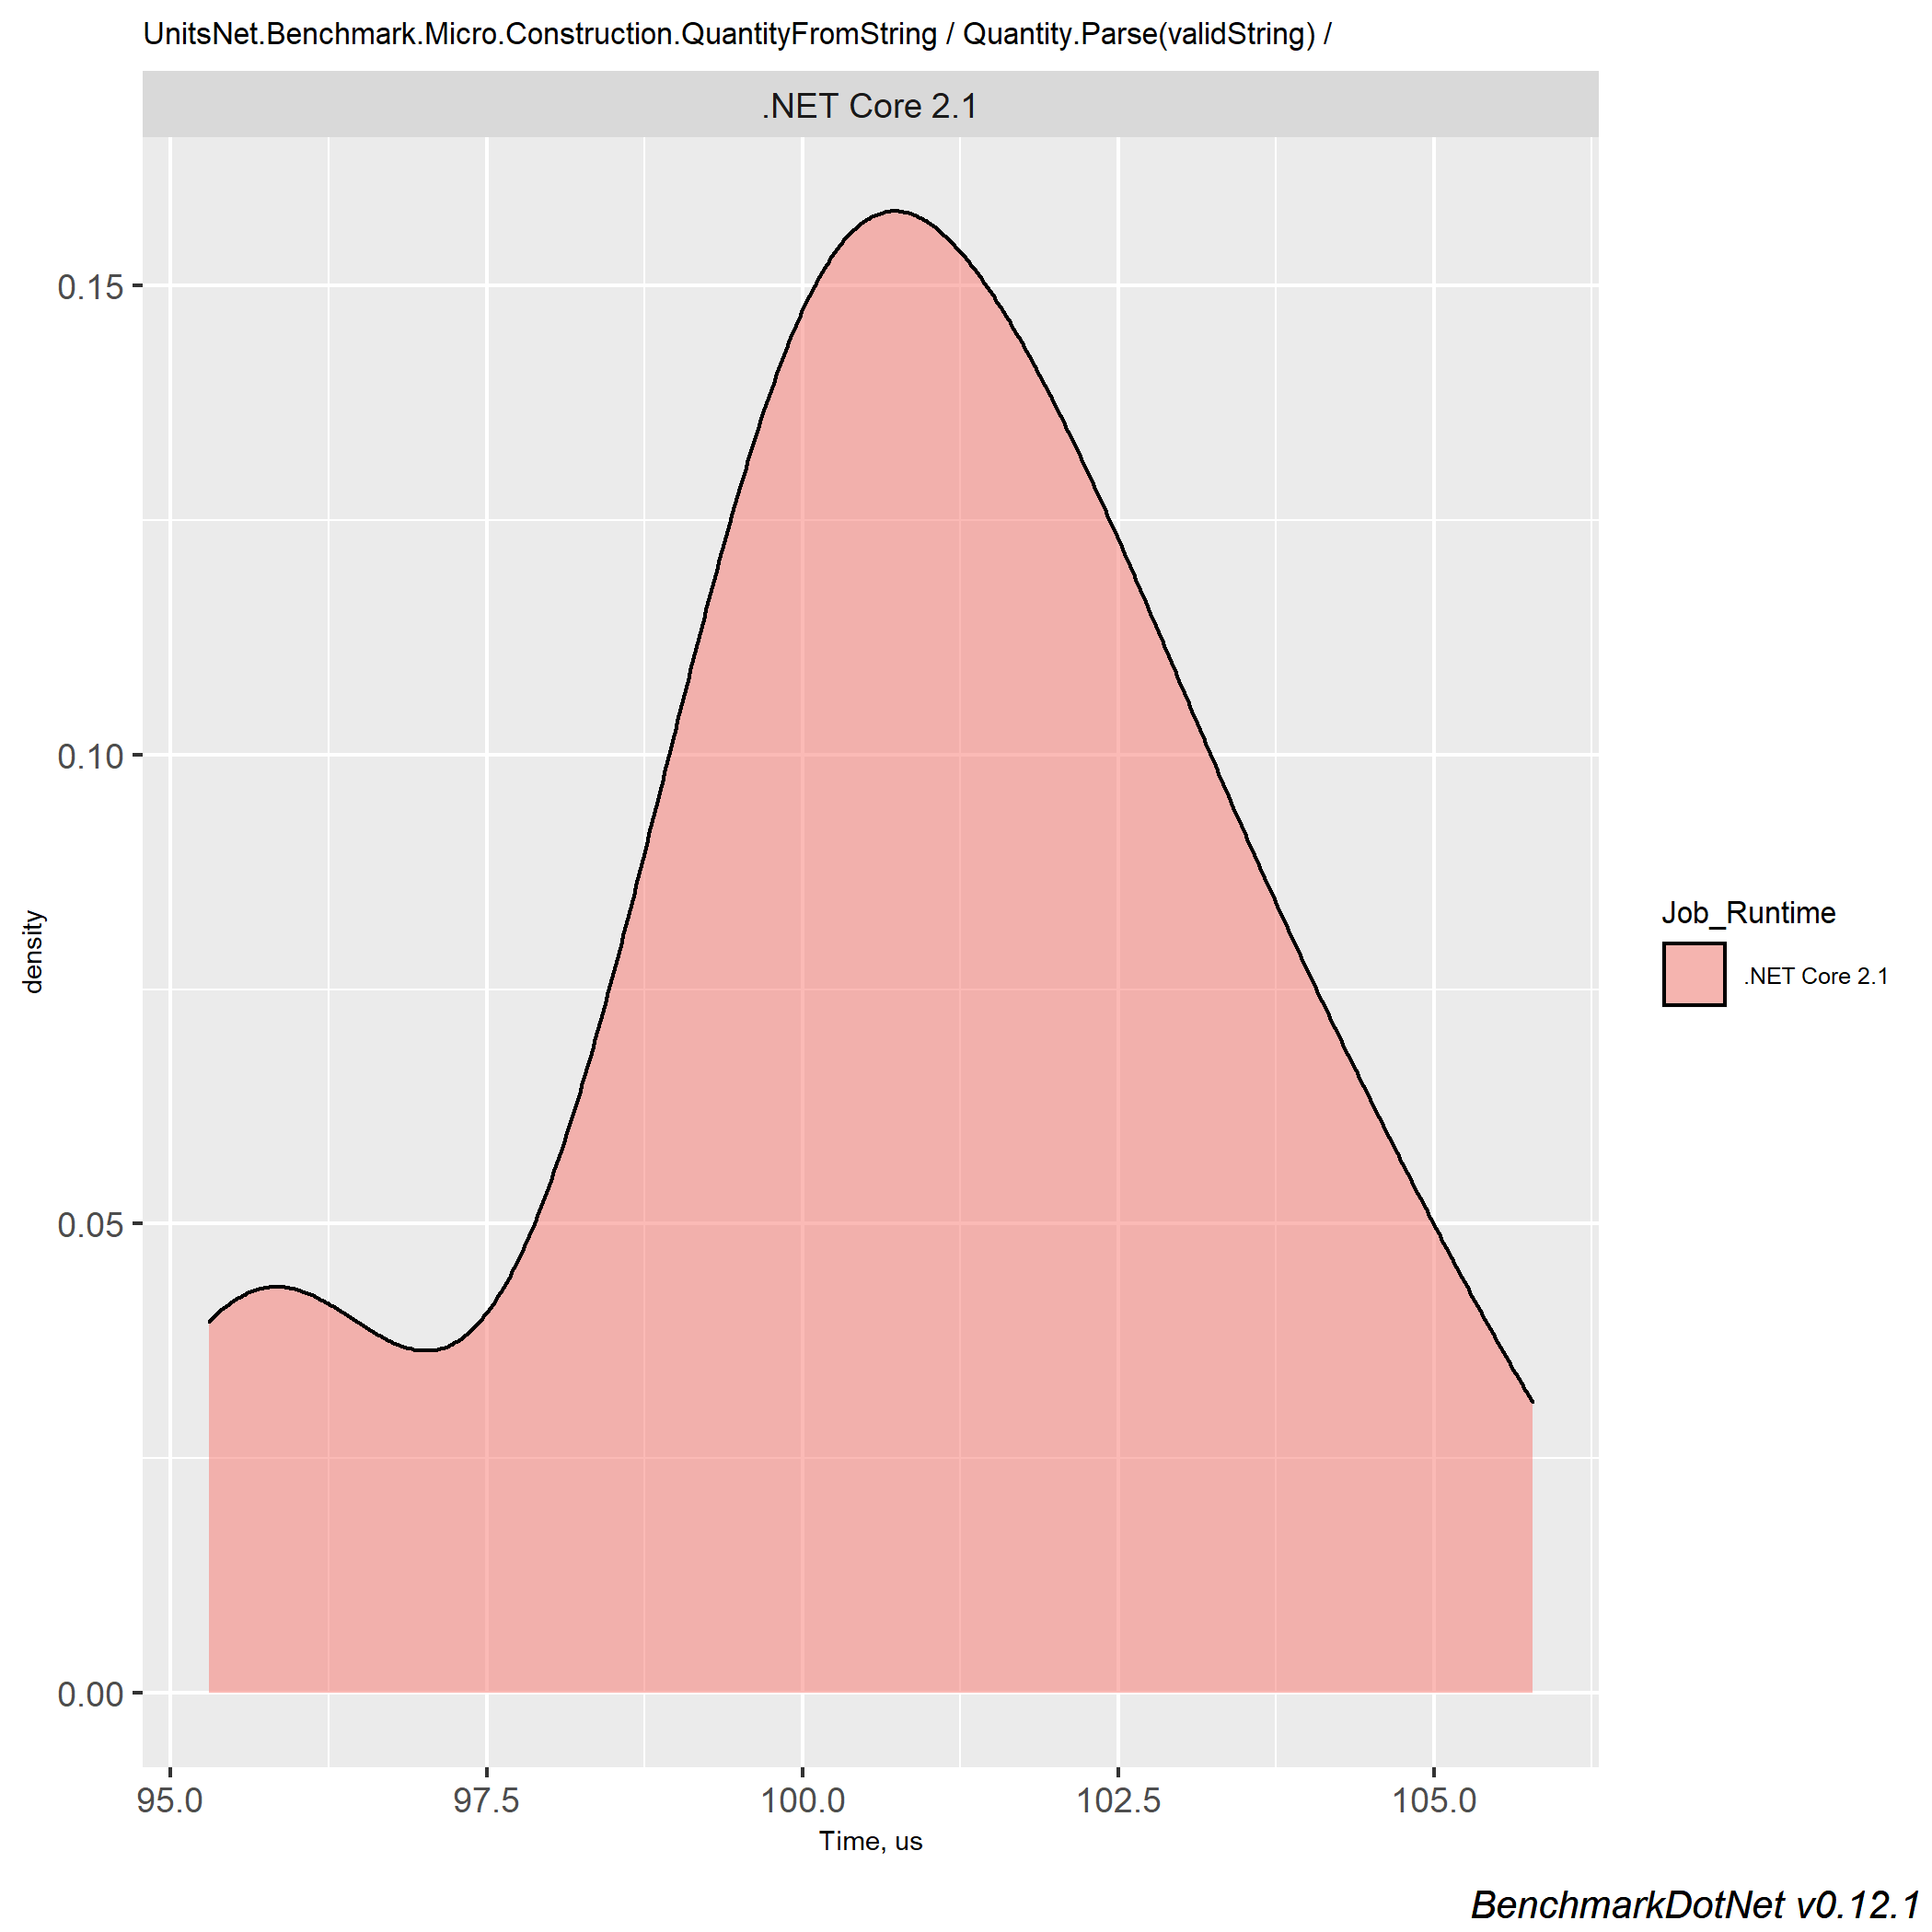 UnitsNet.Benchmark.Micro.Construction.QuantityFromString / Quantity.Parse(validString) /
.NET Core 2.1
0.15
0.10
0.05
0.00
density
95.0 97.5 100.0 102.5 105.0
Time, us
Job_Runtime
.NET Core 2.1
BenchmarkDotNet v0.12.1